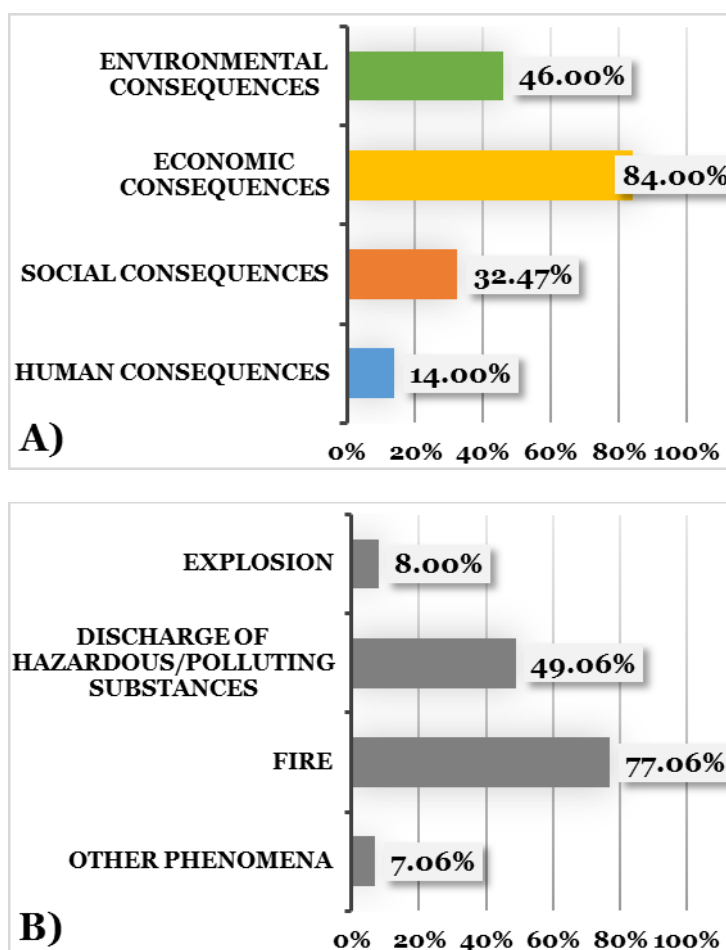 ENVIRONMENTAL
CONSEQUENCES
46.00%
ECONOMIC
CONSEQUENCES
84.00%
SOCIAL CONSEQUENCES
32.47%
HUMAN CONSEQUENCES
14.00%
A)
0% 20% 40% 60% 80% 100%
EXPLOSION
8.00%
DISCHARGE OF
HAZARDOUS/POLLUTING
SUBSTANCES
49.06%
FIRE
77.06%
OTHER PHENOMENA
7.06%
B)
0% 20% 40% 60% 80% 100%